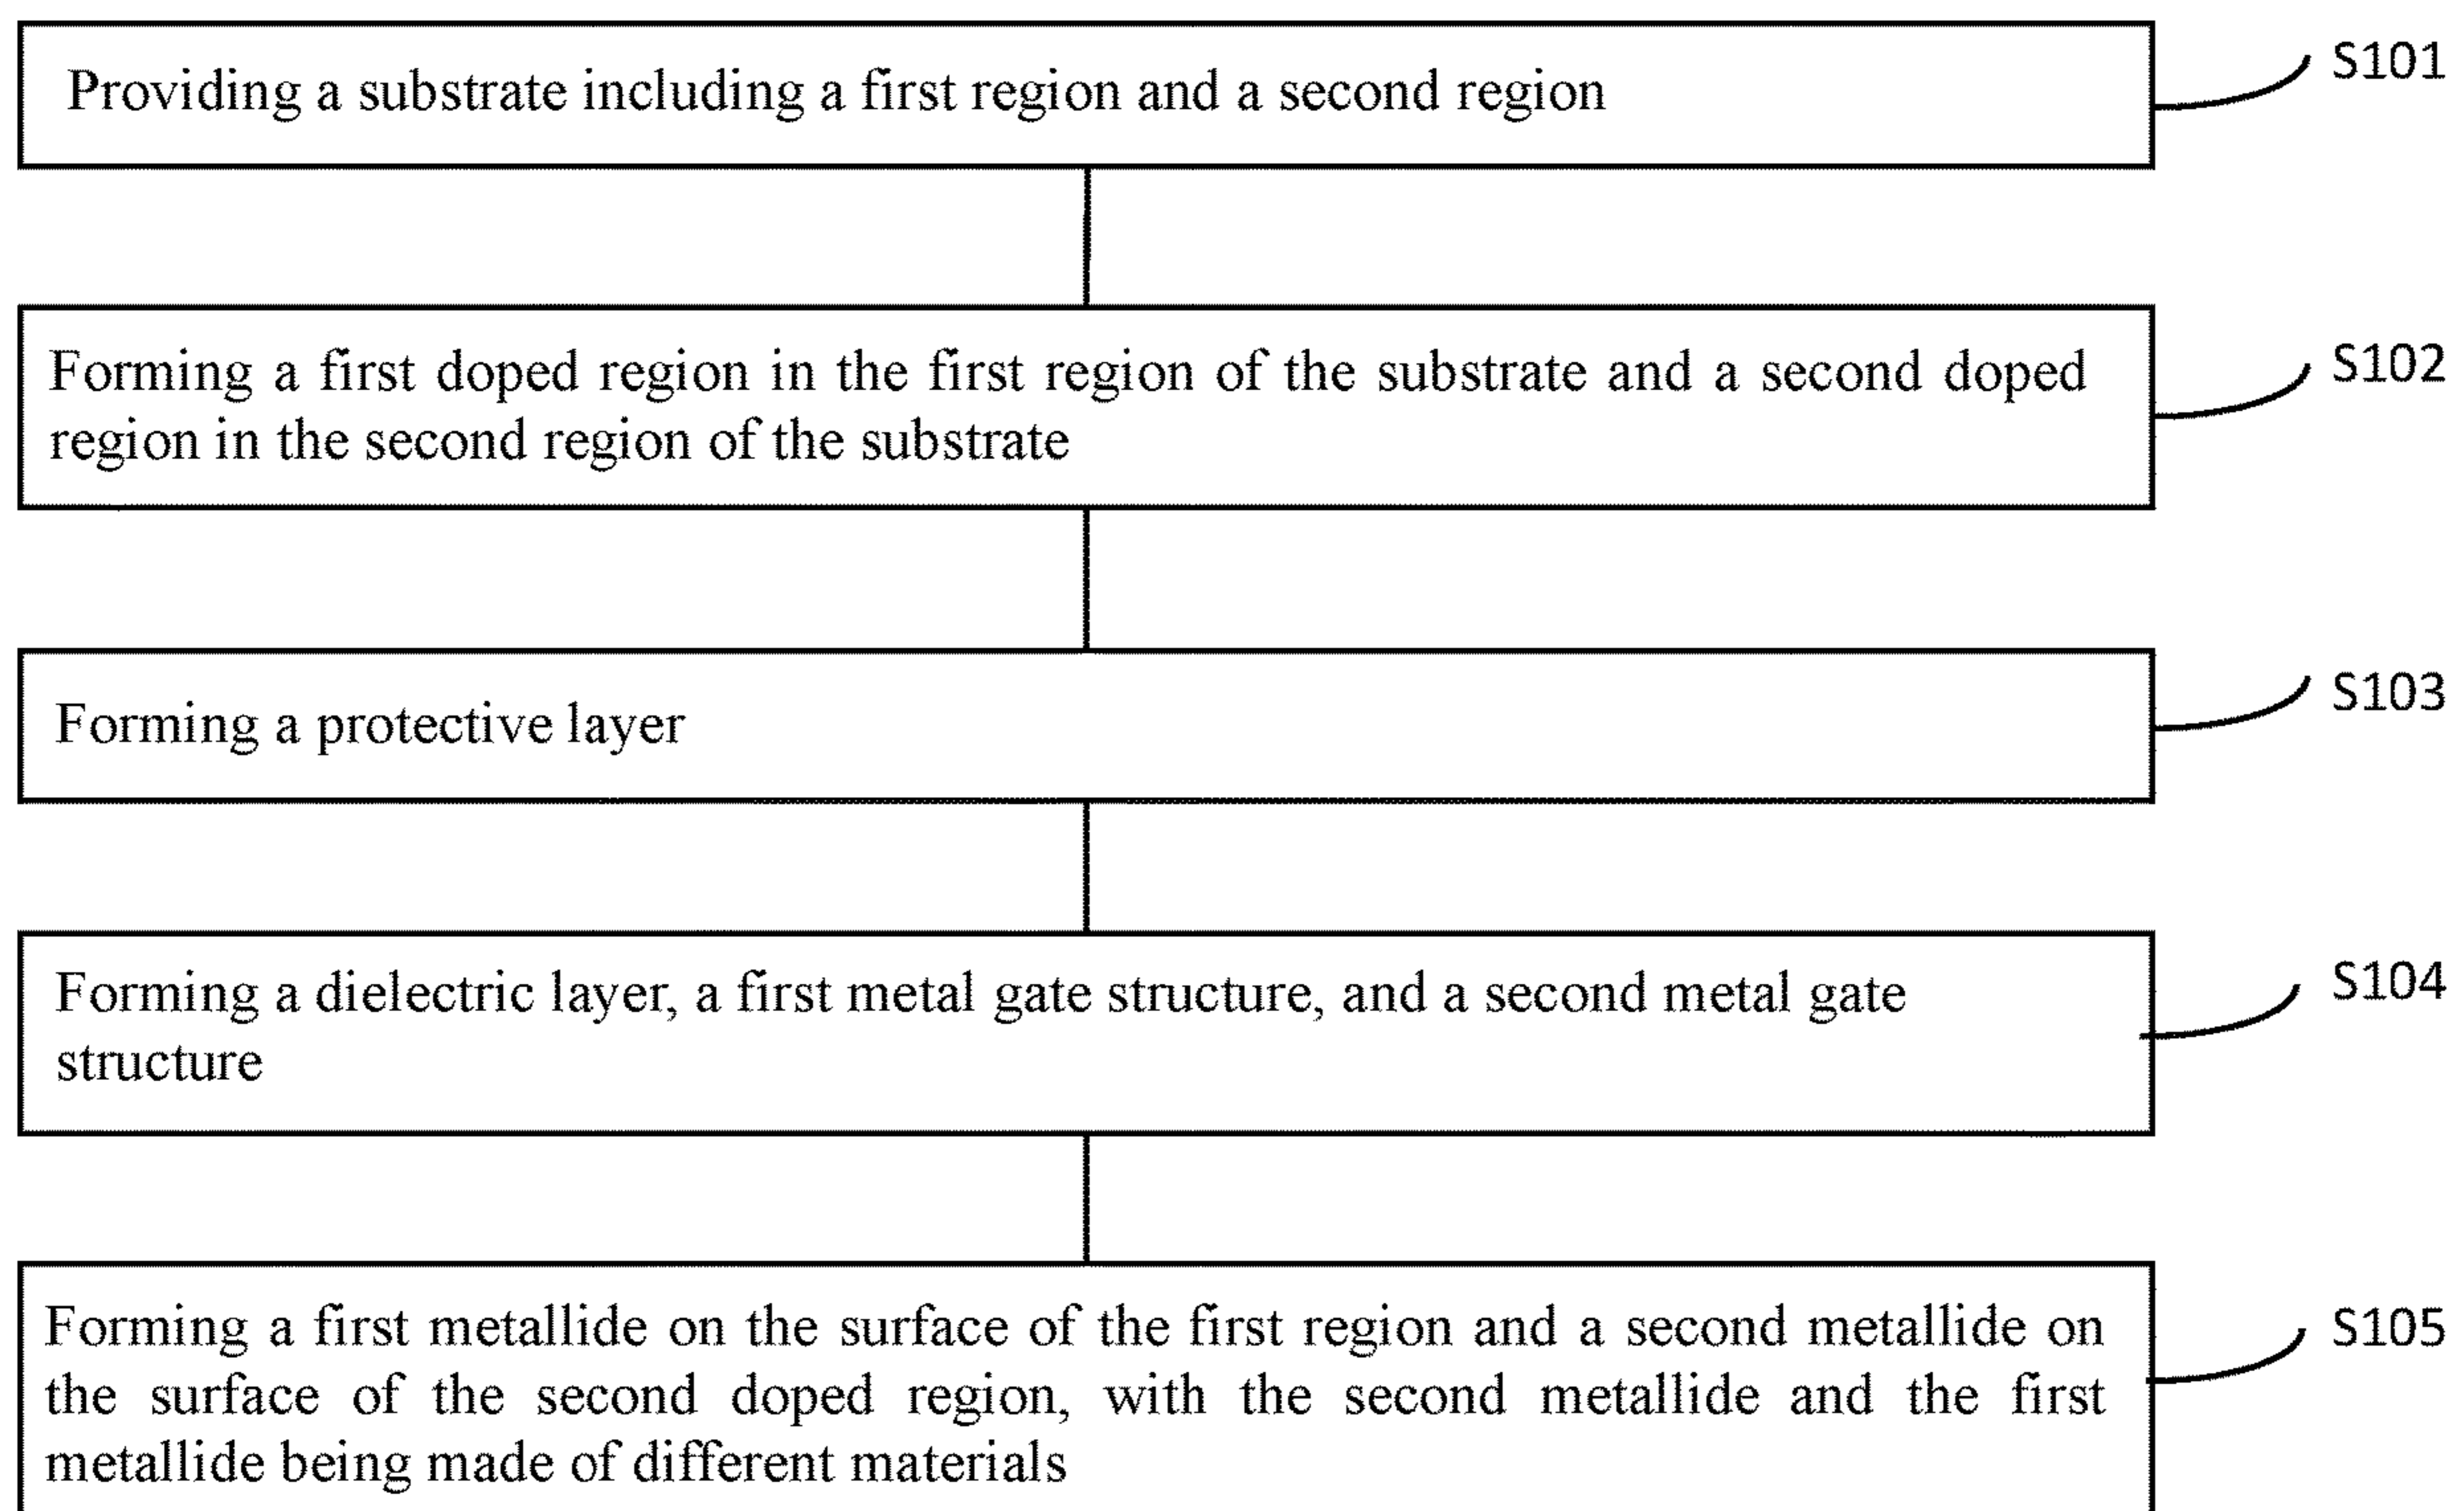 Providing a substrate including a first region and a second region
S101
Forming a first doped region in the first region of the substrate and a second doped
region in the second region of the substrate
S102
Forming a protective layer
S103
Forming a dielectric layer, a first metal gate structure, and a second metal gate
structure
S104
Forming a first metallide on the surface of the first region and a second metallide on
the surface of the second doped region, with the second metallide and the first
metallide being made of different materials
S105